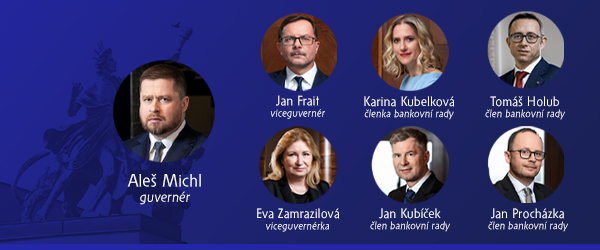 Aleš Michl
guvernér
Jan Frait
viceguvernér
Karina Kubelková
členka bankovní rady
Tomáš Holub
člen bankovní rady
Eva Zamrazilová
viceguvernérka
Jan Kubíček
člen bankovní rady
Jan Procházka
člen bankovní rady